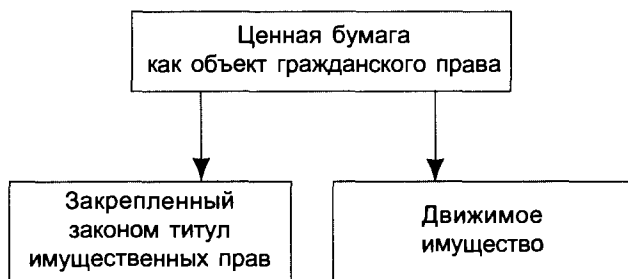 Ценная бумага
как объект гражданского права
Закрепленный
законом титул
имущественных прав
Движимое
имущество